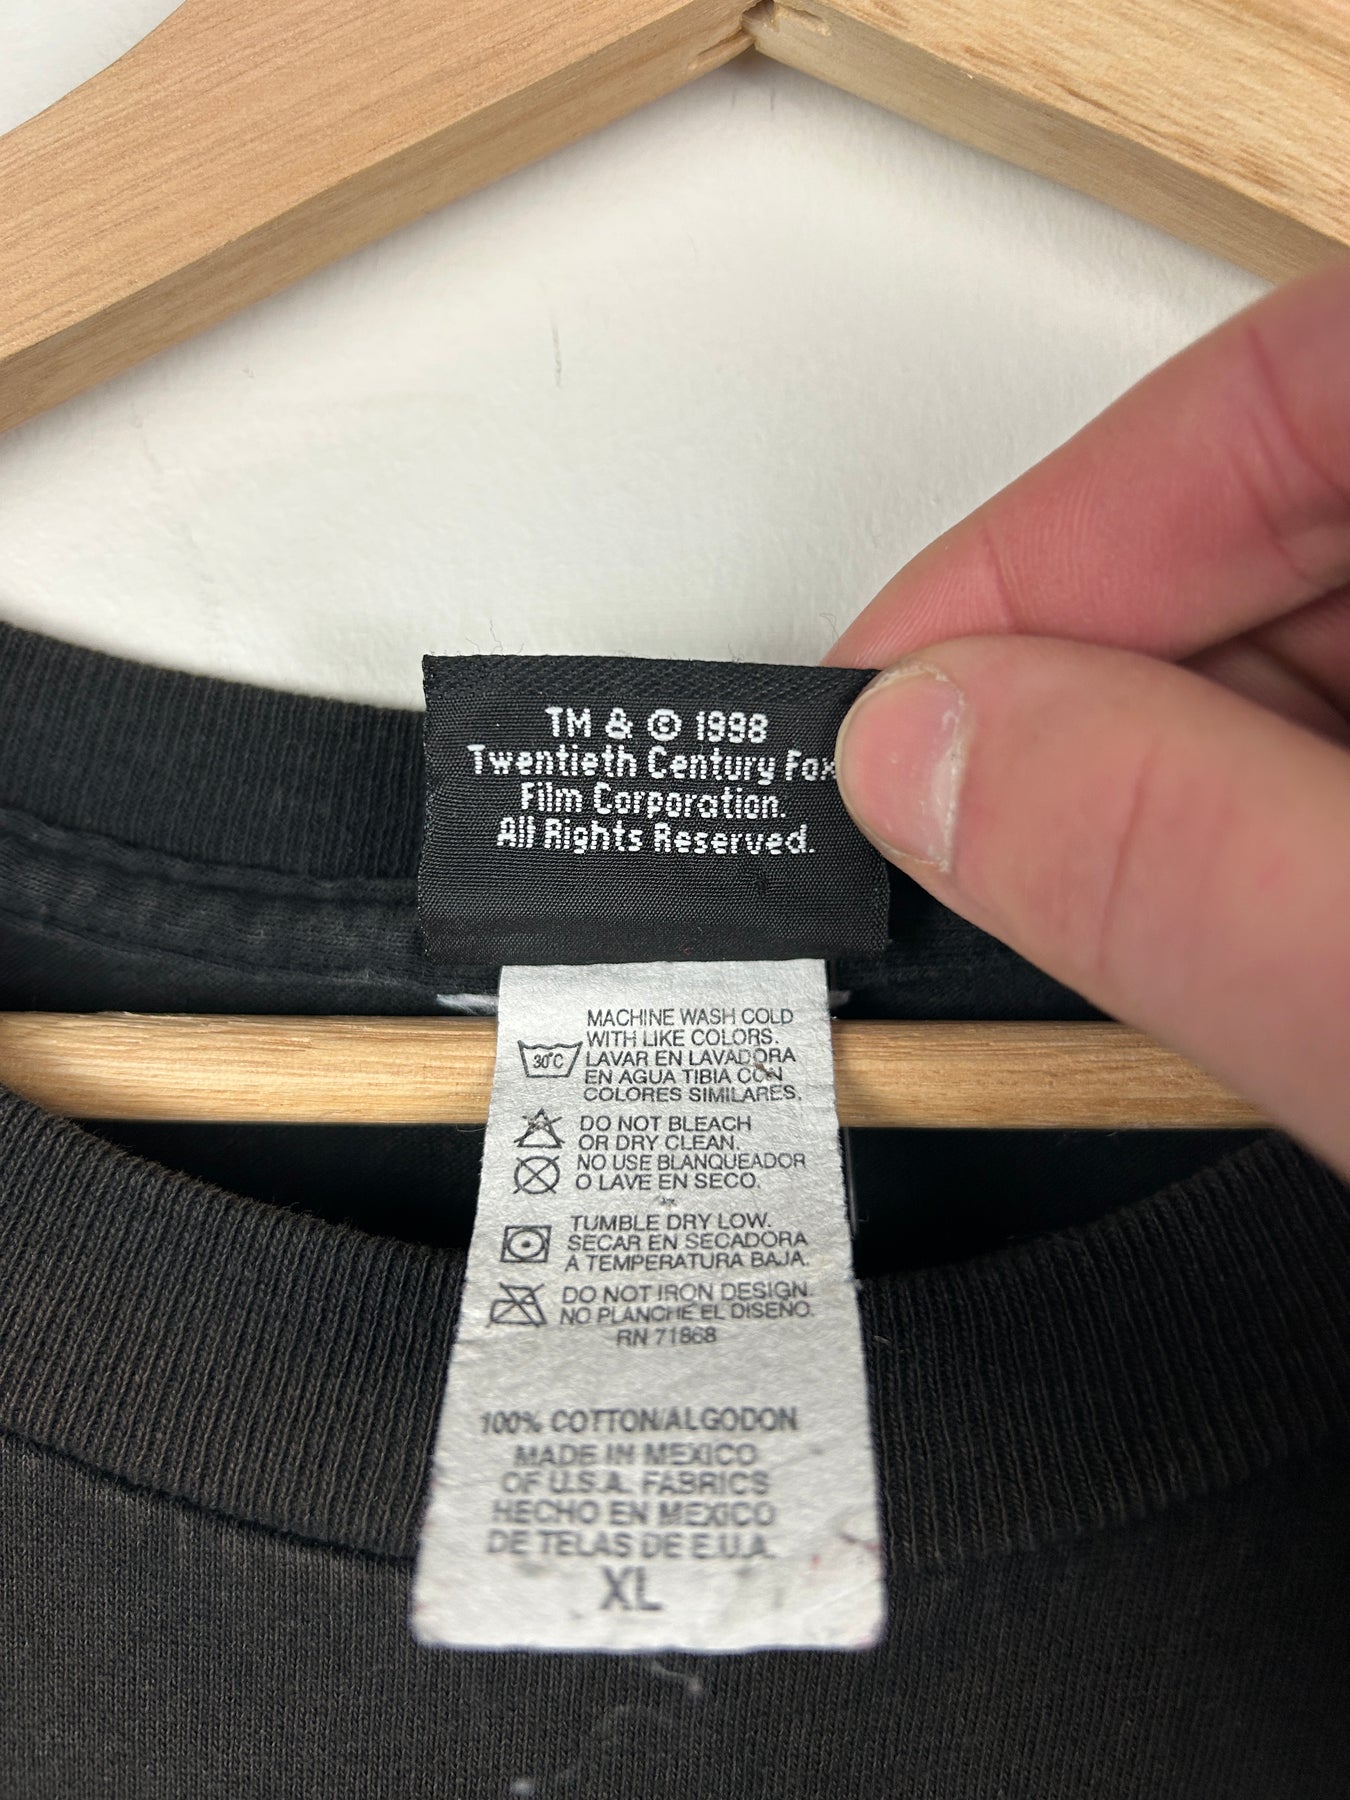 TM & © 1998
Twentieth Century Fox
Film Corporation.
All Rights Reserved.
MACHINE WASH COLD
WITH LIKE COLORS.
30°C
LAVAR EN LAVADORA
EN AGUA TIBIA CON
COLORES SIMILARES.
DO NOT BLEACH
OR DRY CLEAN.
NO USE BLANQUEADOR
O LAVE EN SECO.
TUMBLE DRY LOW.
SECAR EN SECADORA
A TEMPERATURA BAJA.
DO NOT IRON DESIGN.
NO PLANCHE EL DISENO.
RN 71868
100% COTTON/ALGODON
MADE IN MEXICO
OF U.S.A. FABRICS
HECHO EN MEXICO
DE TELAS DE E.U.A.
XL